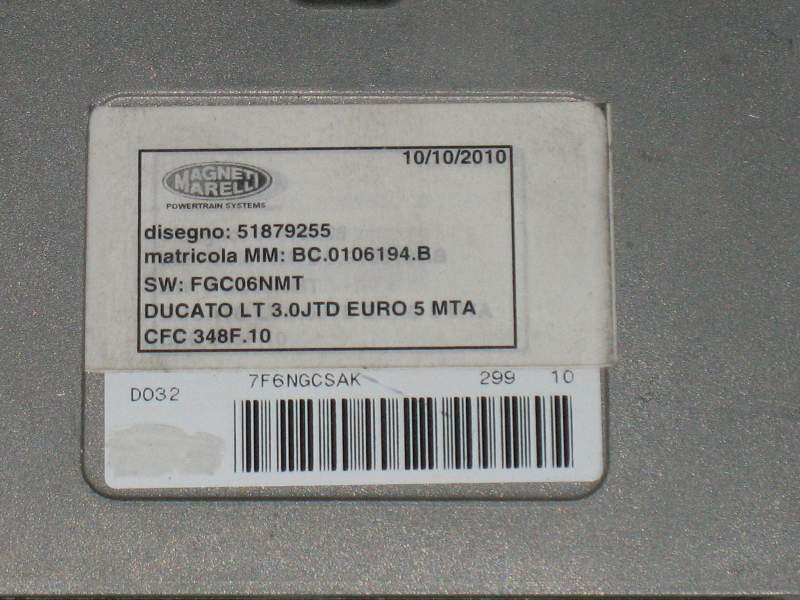 10/10/2010
MAGNETI
MARELLI
POWERTRAIN SYSTEMS
disegno: 51879255
matricola MM: BC.0106194.B
SW: FGC06NMT
DUCATO LT 3.0JTD EURO 5 MTA
CFC 348F.10
D032 7F6NGCSAK 299 10